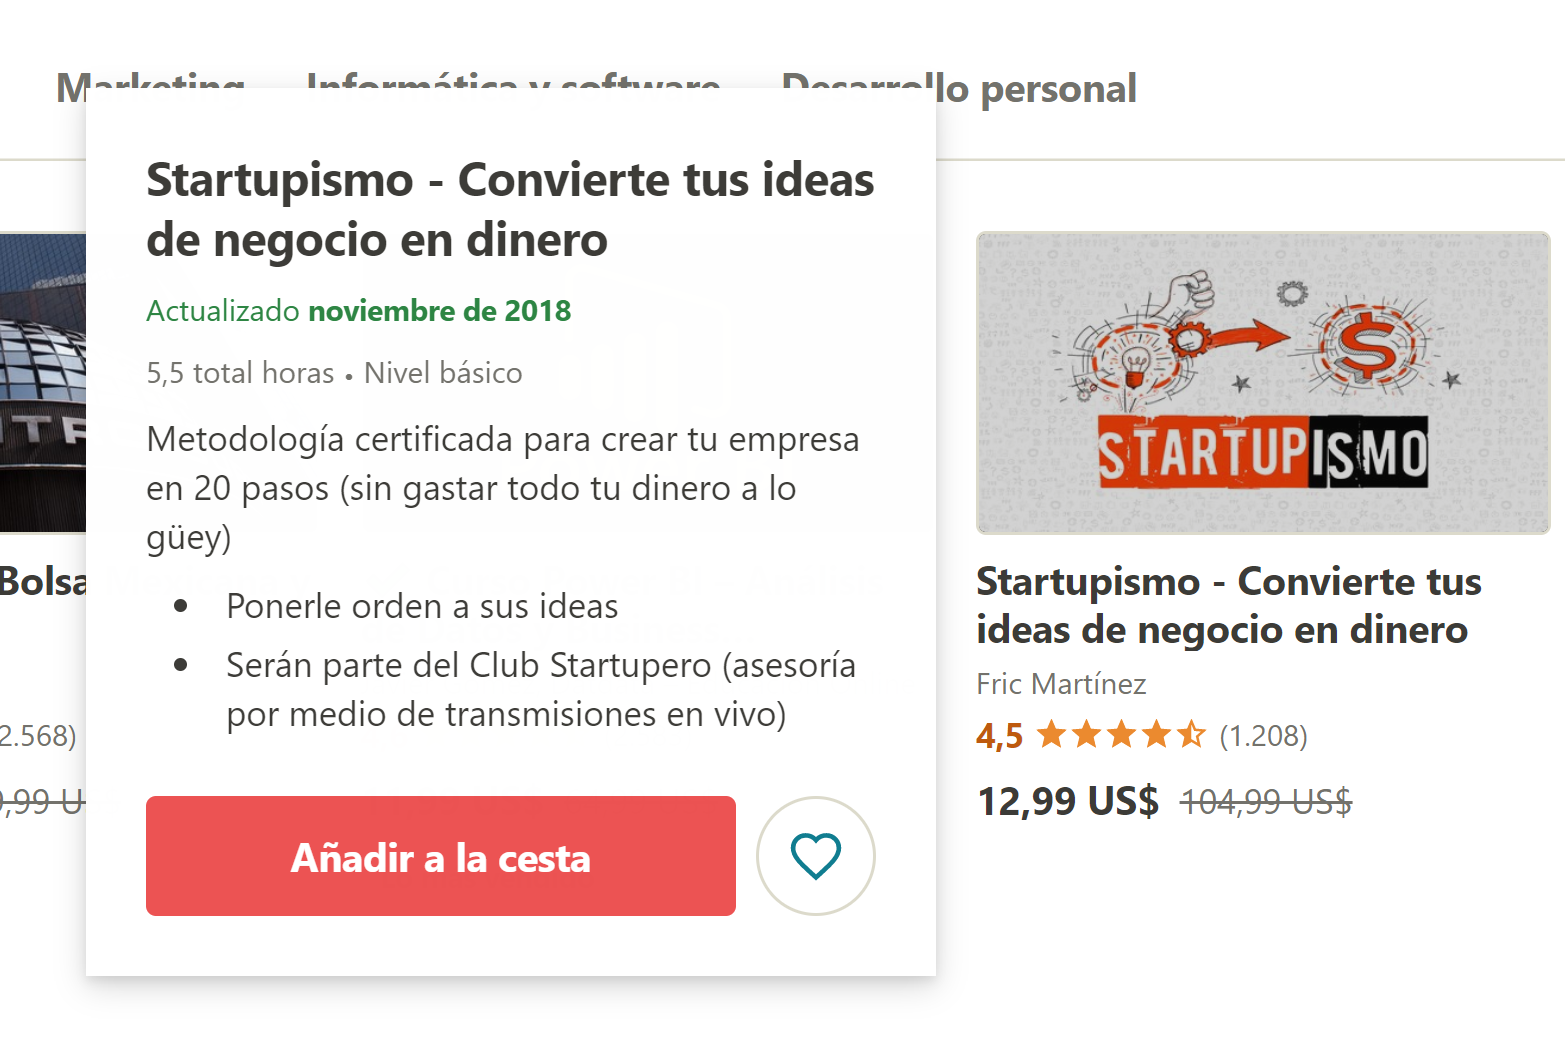 Marketing Informática y software Desarrollo personal
Startupismo - Convierte tus ideas
de negocio en dinero
Actualizado noviembre de 2018
5,5 total horas • Nivel básico
Metodología certificada para crear tu empresa
en 20 pasos (sin gastar todo tu dinero a lo
güey)
• Ponerle orden a sus ideas
• Serán parte del Club Startupero (asesoría
por medio de transmisiones en vivo)
Añadir a la cesta
Bolsa
2.568)
,99 U
STARTUPISMO
Startupismo - Convierte tus
ideas de negocio en dinero
Fric Martínez
4,5 (1.208)
12,99 US$ 104,99 US$